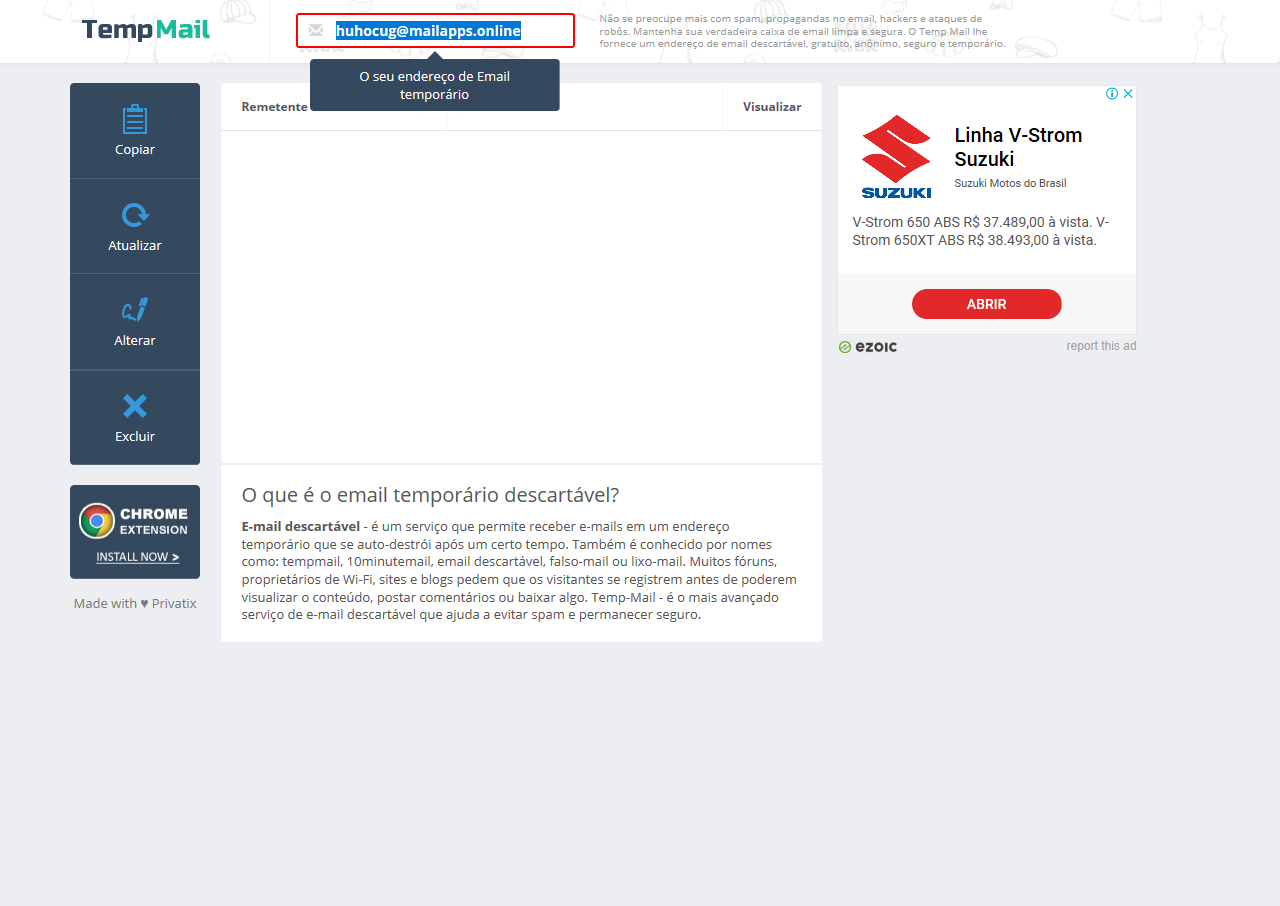 TempMail
huhocug@mailapps.online
Não se preocupe mais com spam, propagandas no email, hackers e ataques de
robôs. Mantenha sua verdadeira caixa de email limpa e segura. O Temp Mail lhe
fornece um endereço de email descartável, gratuito, anônimo, seguro e temporário.
O seu endereço de Email
temporário
Copiar
Atualizar
Alterar
Excluir
CHROME
EXTENSION
INSTALL NOW >
Made with ♥ Privatix
Remetente
Visualizar
O que é o email temporário descartável?
E-mail descartável - é um serviço que permite receber e-mails em um endereço
temporário que se auto-destrói após um certo tempo. Também é conhecido por nomes
como: tempmail, 10minutemail, email descartável, falso-mail ou lixo-mail. Muitos fóruns,
proprietários de Wi-Fi, sites e blogs pedem que os visitantes se registrem antes de poderem
visualizar o conteúdo, postar comentários ou baixar algo. Temp-Mail - é o mais avançado
serviço de e-mail descartável que ajuda a evitar spam e permanecer seguro.
SUZUKI
Linha V-Strom
Suzuki
Suzuki Motos do Brasil
V-Strom 650 ABS R$ 37.489,00 à vista. V-
Strom 650XT ABS R$ 38.493,00 à vista.
ABRIR
ezoic
report this ad